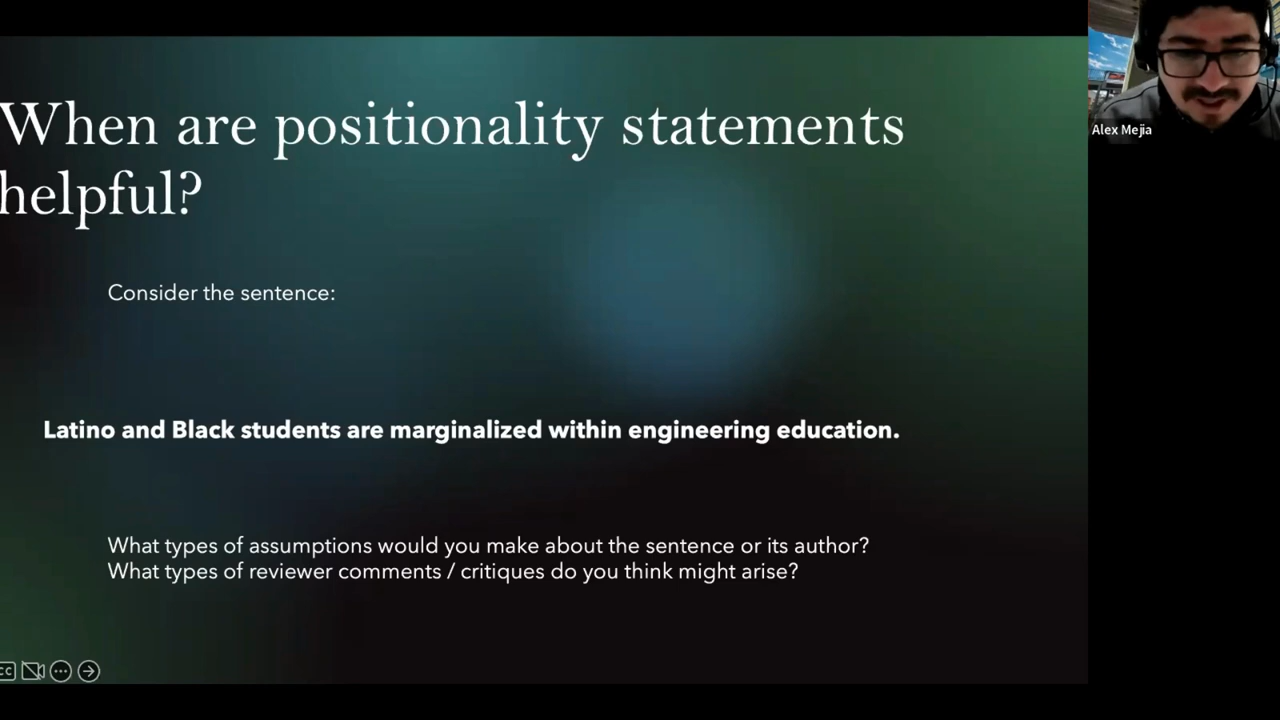 When are positionality statements
helpful?
Consider the sentence:
Latino and Black students are marginalized within engineering education.
What types of assumptions would you make about the sentence or its author?
What types of reviewer comments / critiques do you think might arise?
Alex Mejia
CC